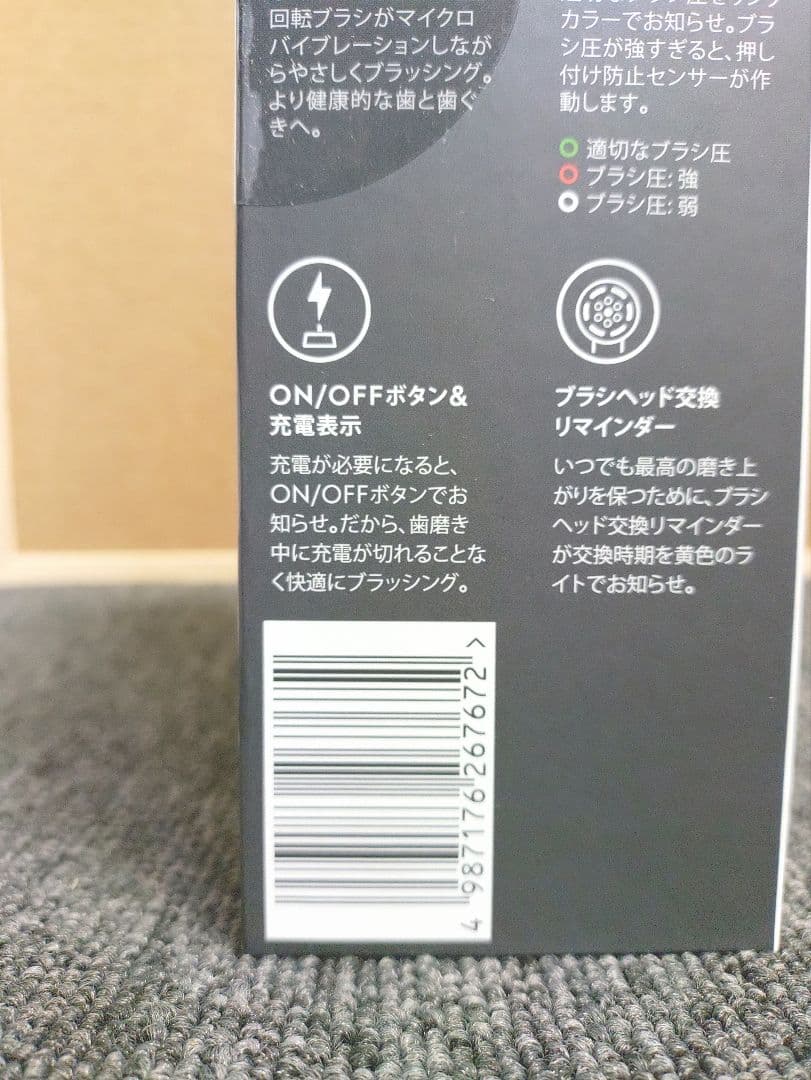 回転ブラシがマイクロ
バイブレーションしなが
らやさしくブラッシング。
より健康的な歯と歯ぐ
きへ。
カラーでお知らせ。ブラ
シ圧が強すぎると、押し
付け防止センサーが作
動します。
適切なブラシ圧
ブラシ圧: 強
ブラシ圧: 弱
ON/OFFボタン&
充電表示
充電が必要になると、
ON/OFFボタンでお
知らせ。だから、歯磨き
中に充電が切れることな
く快適にブラッシング。
ブラシヘッド交換
リマインダー
いつでも最高の磨き上
がりを保つために、ブラシ
ヘッド交換リマインダー
が交換時期を黄色のラ
イトでお知らせ。
4 987176 267672 >